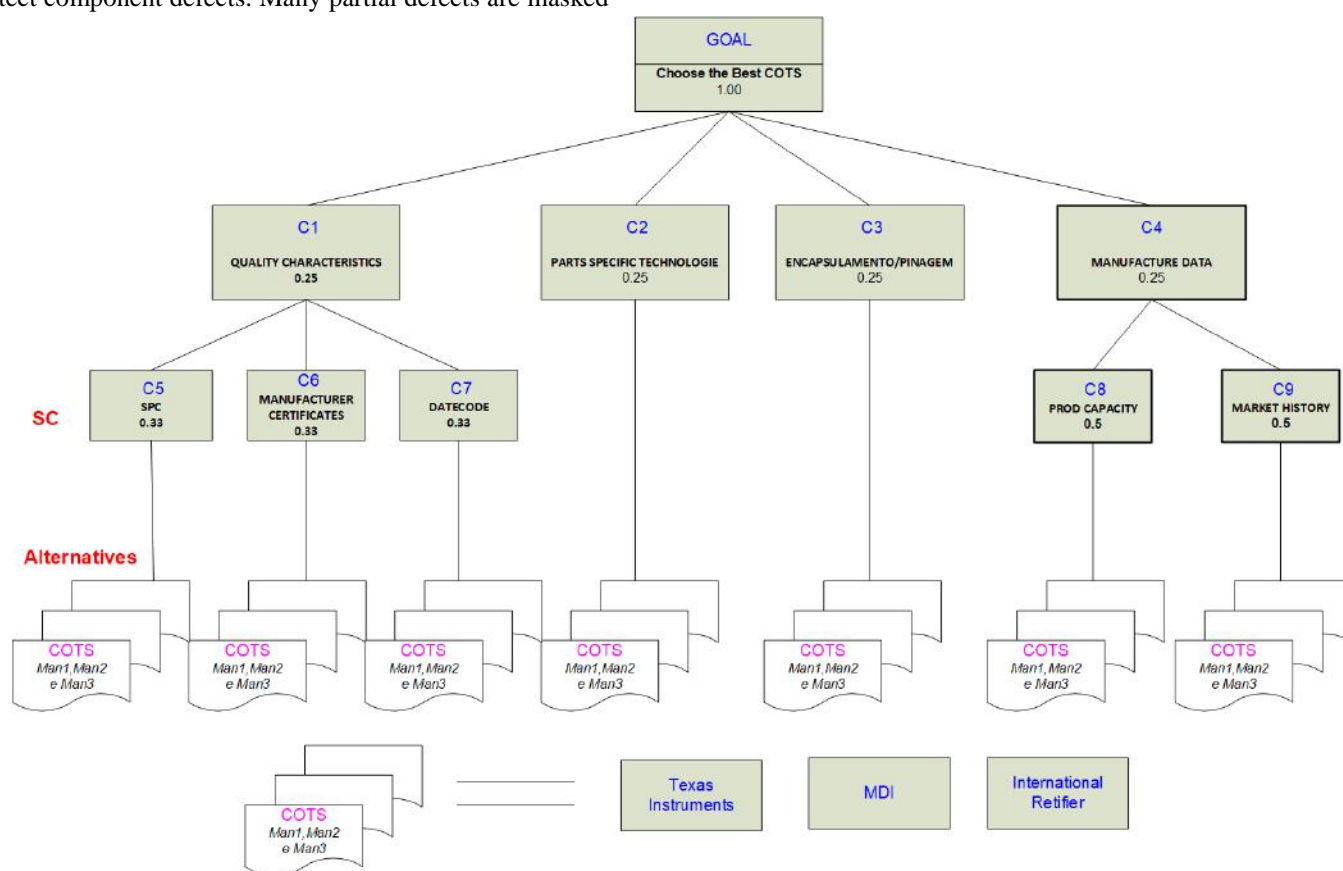 tect component defects. Many partial defects are masked
GOAL
Choose the Best COTS
1.00
C1
QUALITY CHARACTERISTICS
0.25
C2
PARTS SPECIFIC TECHNOLOGIE
0.25
C3
ENCAPSULAMENTO/PINAGEM
0.25
C4
MANUFACTURE DATA
0.25
SC
C5
SPC
0.33
C6
MANUFACTURER
CERTIFICATES
0.33
C7
DATECODE
0.33
C8
PROD CAPACITY
0.5
C9
MARKET HISTORY
0.5
Alternatives
COTS
Man1,Man2
e Man3
COTS
Man1,Man2
e Man3
COTS
Man1,Man2
e Man3
COTS
Man1,Man2
e Man3
COTS
Man1,Man2
e Man3
COTS
Man1,Man2
e Man3
COTS
Man1,Man2
e Man3
COTS
Man1,Man2
e Man3
Texas
Instruments
MDI
International
Retifier